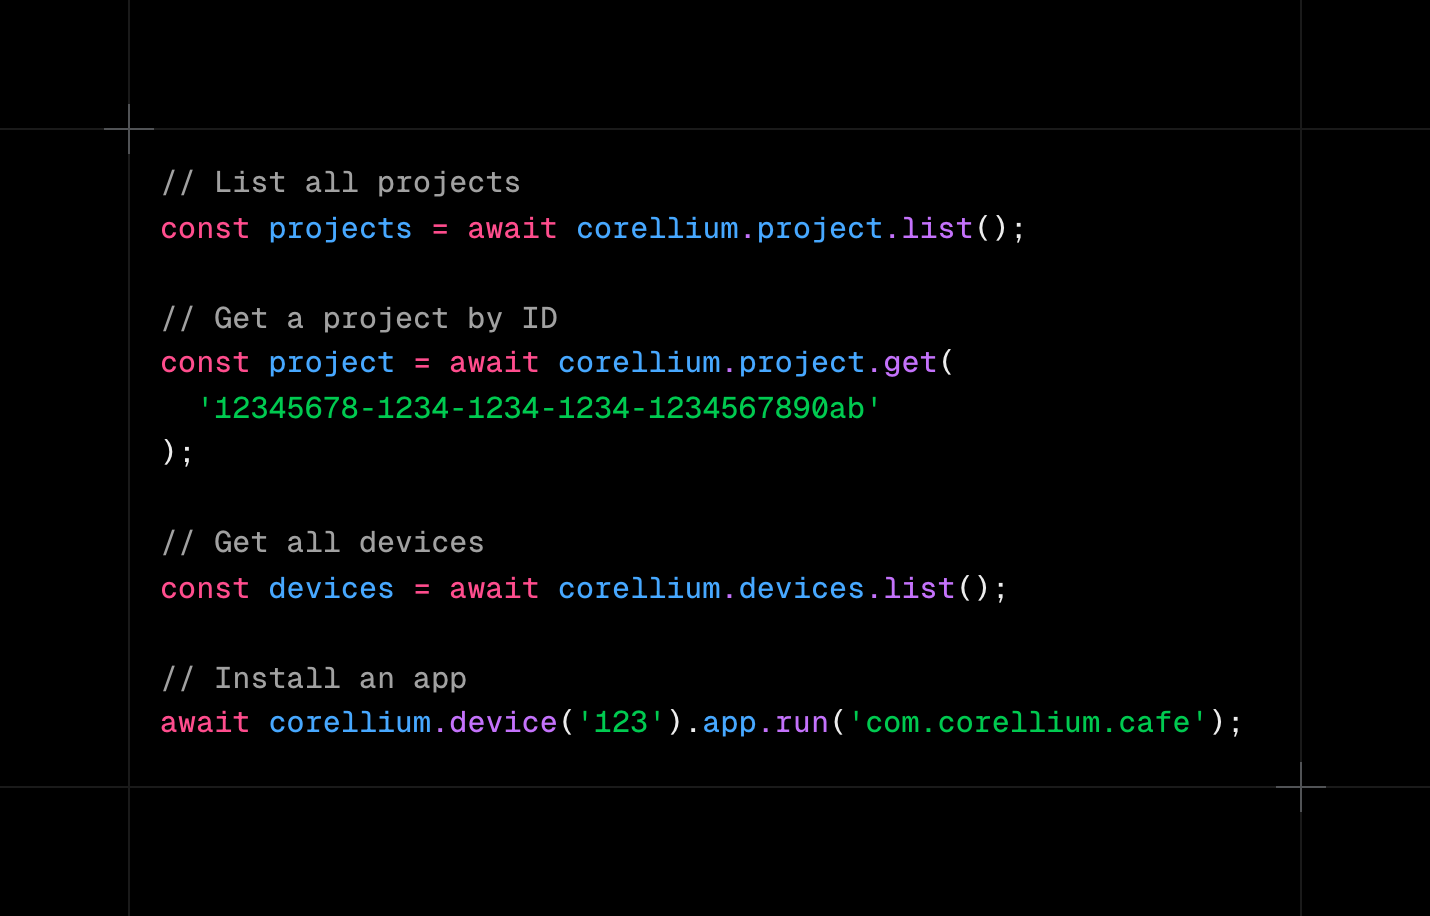 // List all projects
const projects = await corellium.project.list();
// Get a project by ID
const project = await corellium.project.get(
  '12345678-1234-1234-1234-1234567890ab'
);
// Get all devices
const devices = await corellium.devices.list();
// Install an app
await corellium.device('123').app.run('com.corellium.cafe');